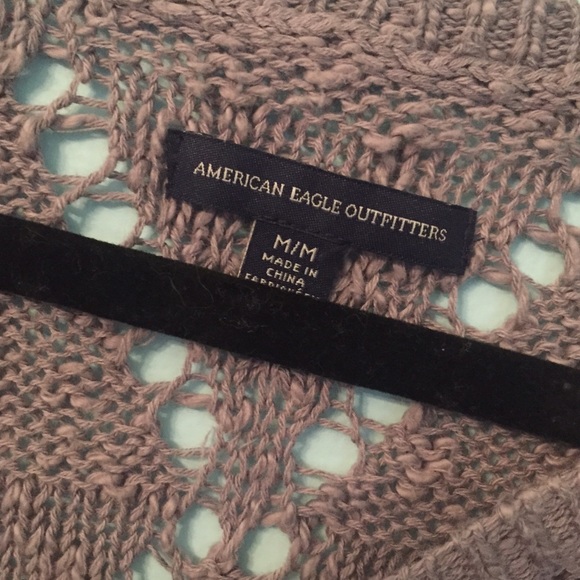 AMERICAN EAGLE OUTFITTERS
M/M
MADE IN
CHINA